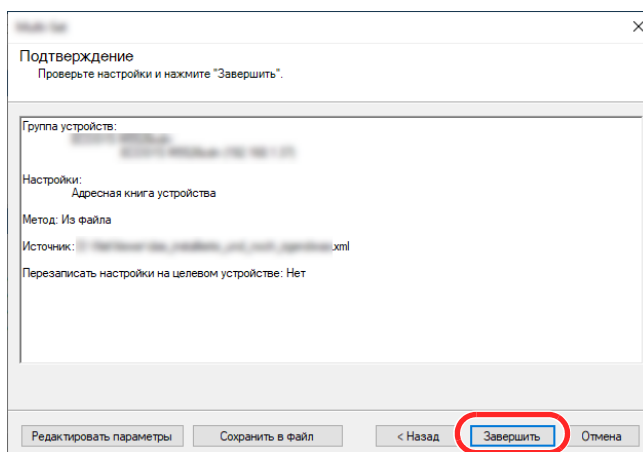 Подтверждение
Проверьте настройки и нажмите "Завершить".
Группа устройств:
Настройки:
Адресная книга устройства
Метод: Из файла
Источник: .xml
Перезаписать настройки на целевом устройстве: Нет
Редактировать параметры
Сохранить в файл
< Назад
Завершить
Отмена